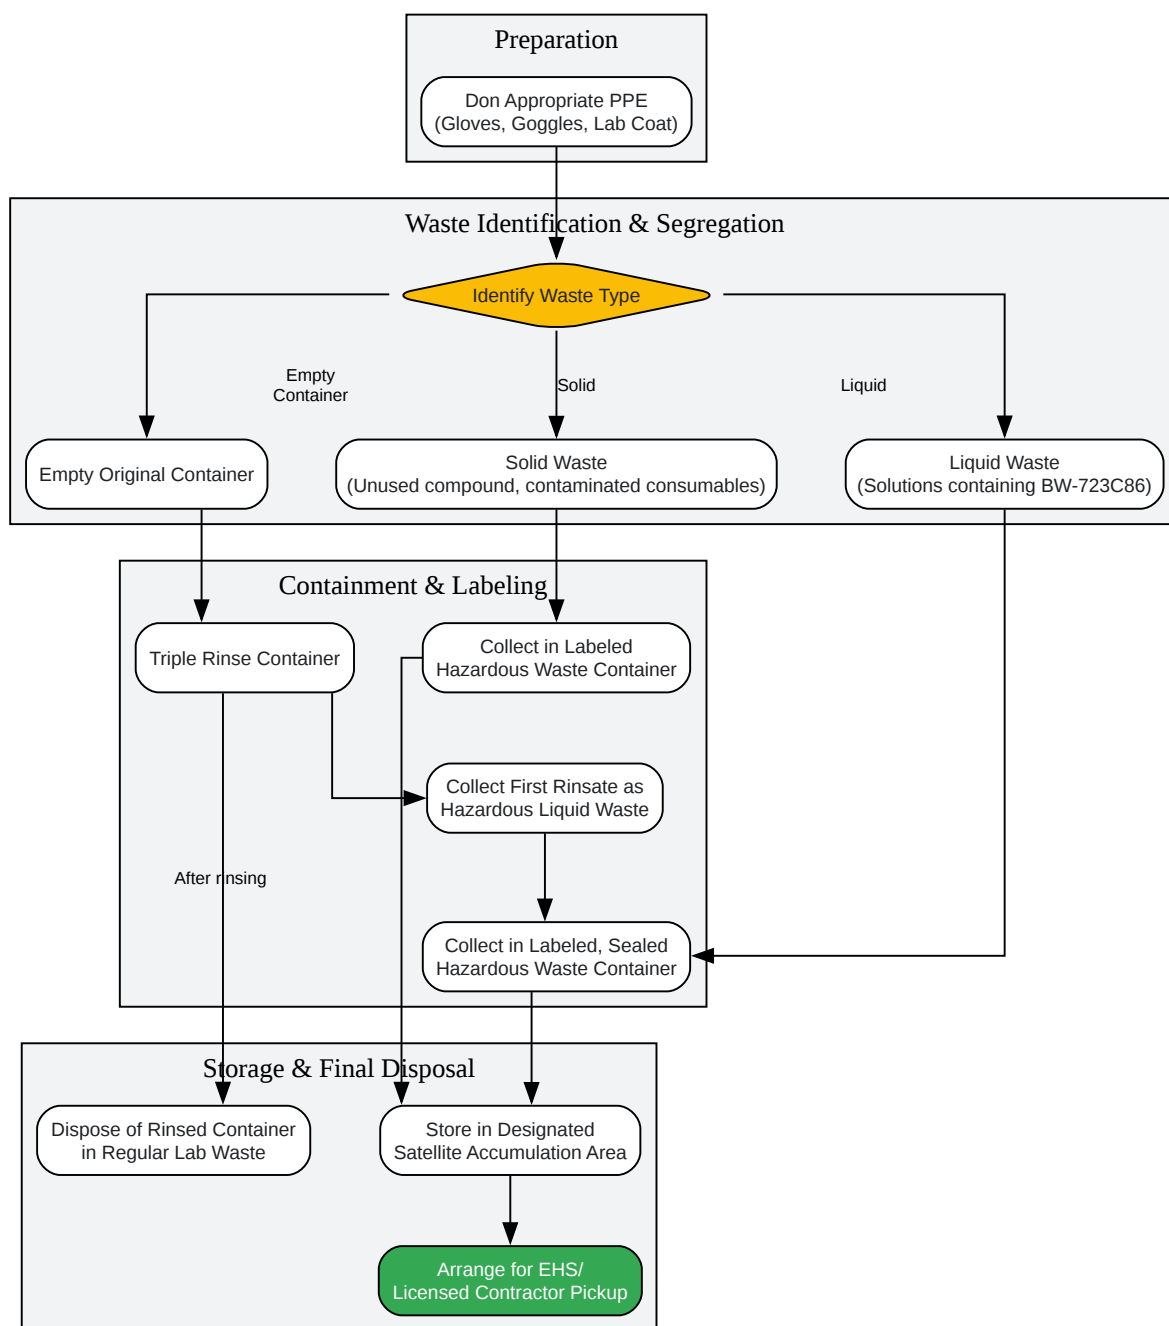 Preparation
Don Appropriate PPE
(Gloves, Goggles, Lab Coat)
Waste Identification & Segregation
Identify Waste Type
Empty
Container
Solid
Liquid
Empty Original Container
Solid Waste
(Unused compound, contaminated consumables)
Liquid Waste
(Solutions containing BW-723C86)
Containment & Labeling
Triple Rinse Container
Collect in Labeled
Hazardous Waste Container
Collect First Rinsate as
Hazardous Liquid Waste
After rinsing
Collect in Labeled, Sealed
Hazardous Waste Container
Storage & Final Disposal
Dispose of Rinsed Container
in Regular Lab Waste
Store in Designated
Satellite Accumulation Area
Arrange for EHS/
Licensed Contractor Pickup